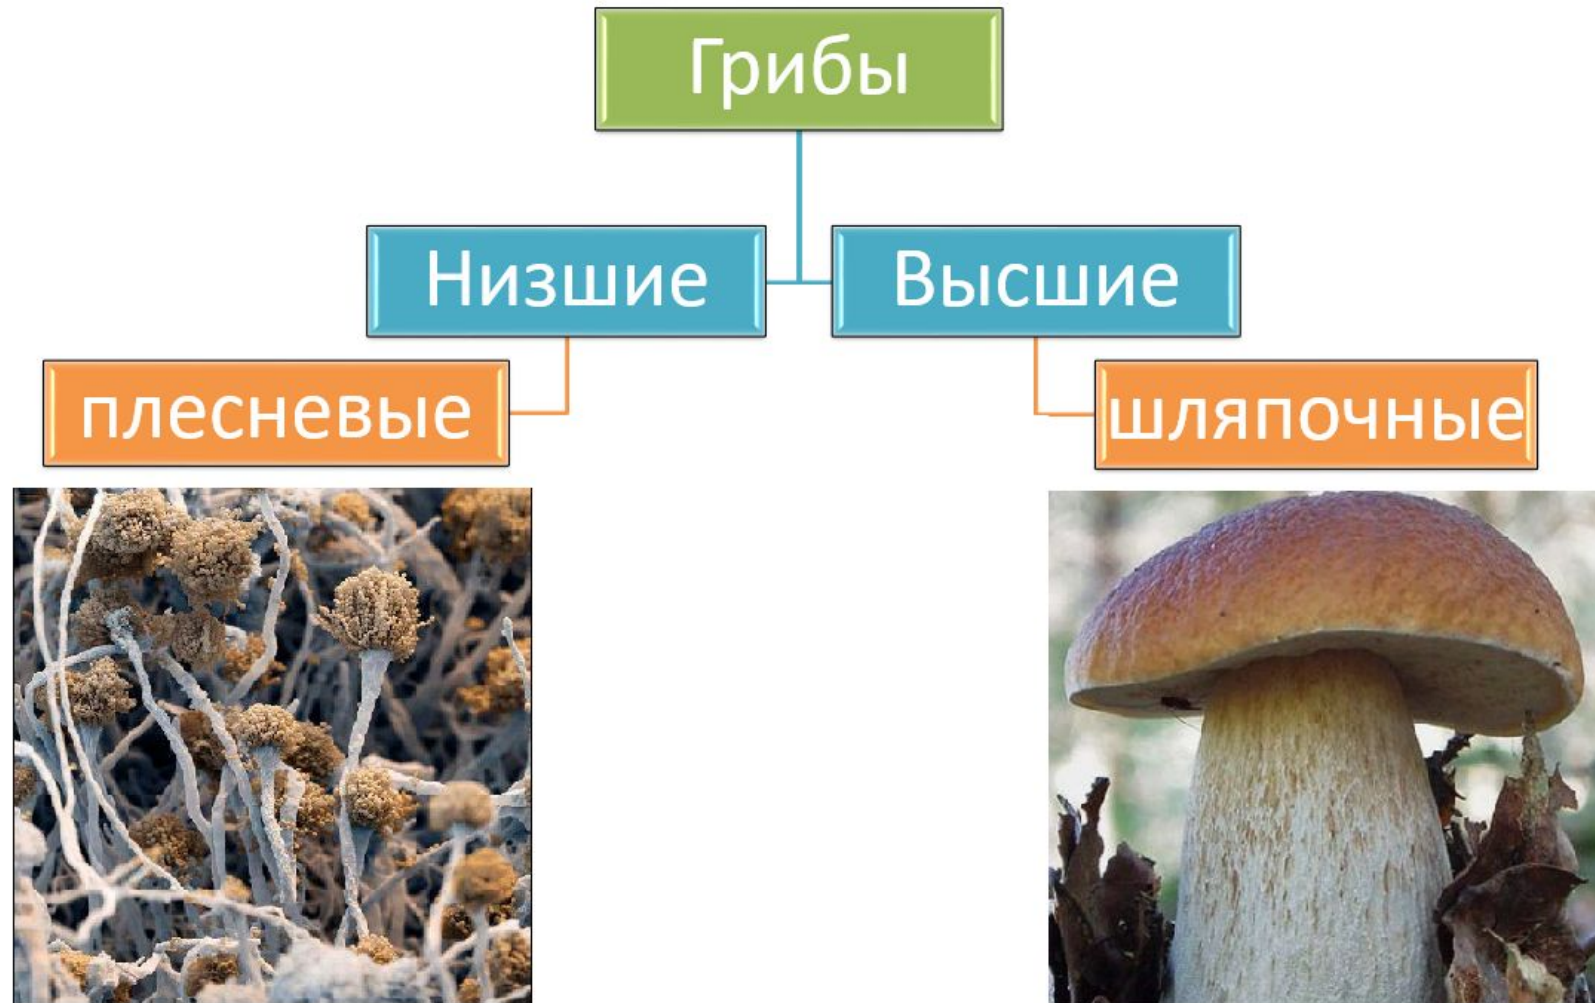 Грибы
Низшие
Высшие
плесневые
шляпочные